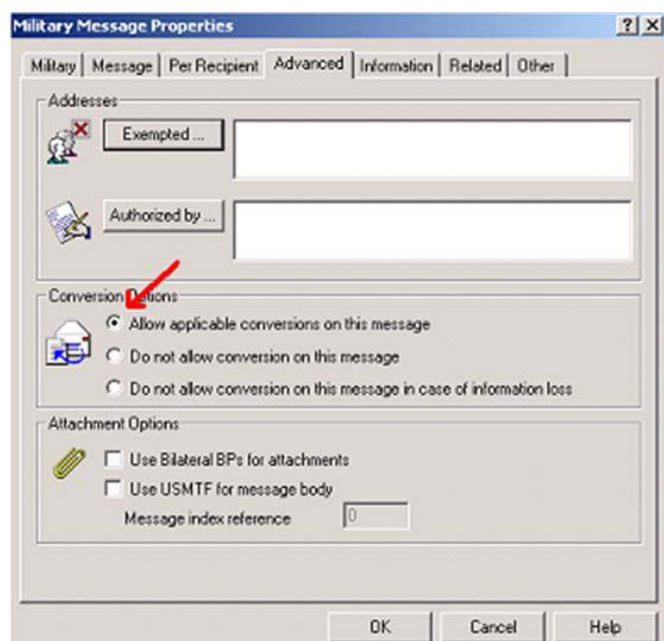 Military Message Properties
Military Message Per Recipient Advanced Information Related Other
Addresses
Exempted ...
Authorized by ...
Conversion Options
Allow applicable conversions on this message
Do not allow conversion on this message
Do not allow conversion on this message in case of information loss
Attachment Options
Use Bilateral BPs for attachments
Use USMTF for message body
Message index reference 0
OK Cancel Help